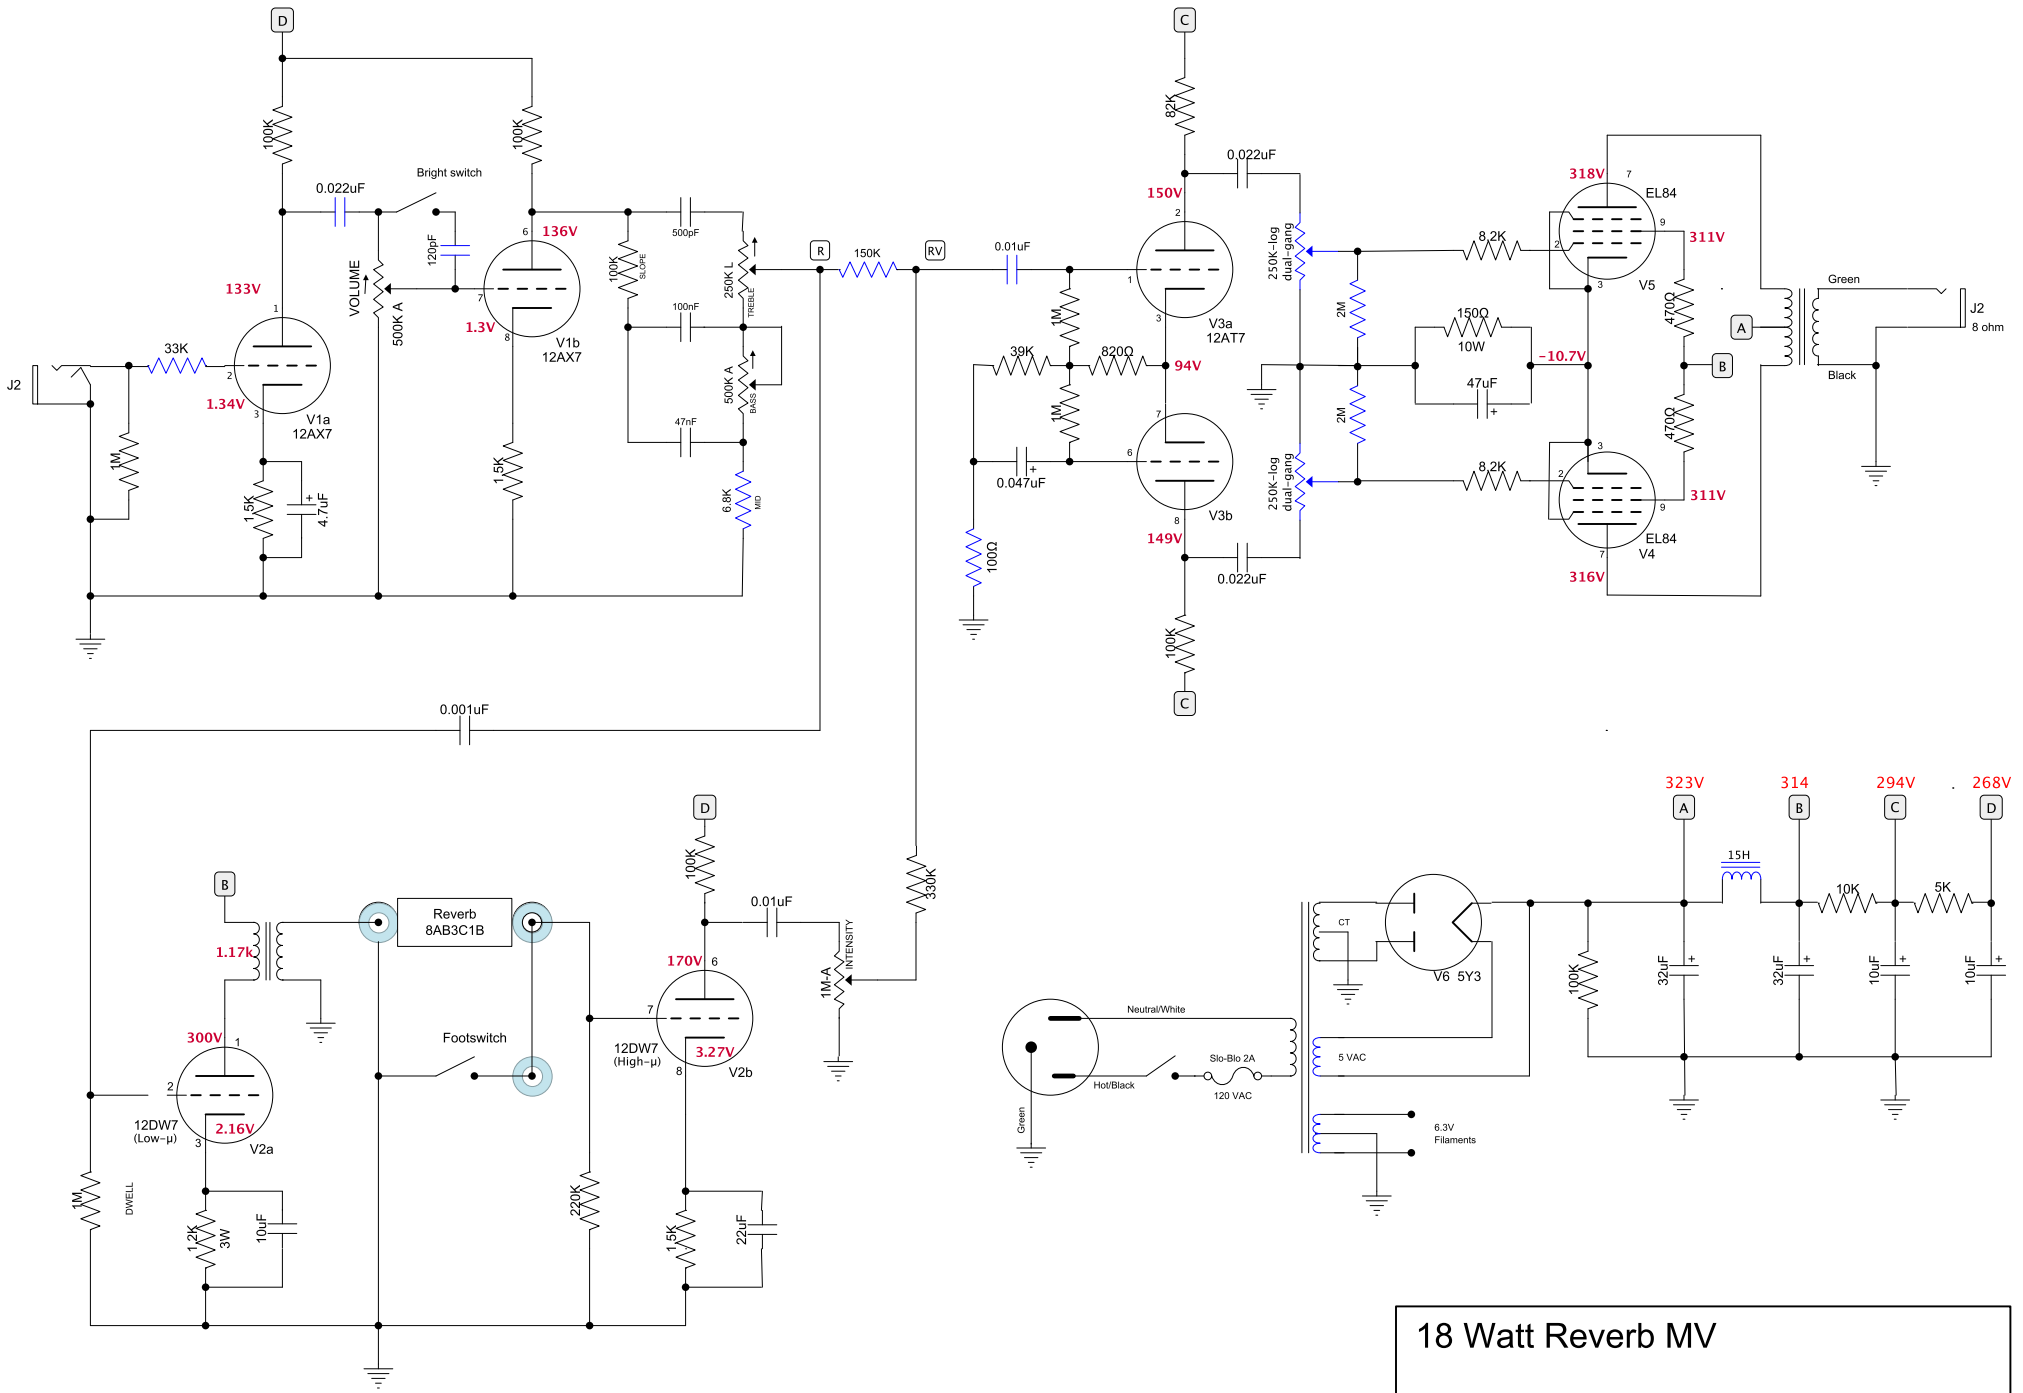 D
C
100K
100K
82K
Bright switch
0.022uF
0.022uF
318V
7
EL84
150V
2
136V
6
120pF
500pF
100K
SLOPE
250K L
TREBLE
R
150K
RV
0.01uF
250K-log
dual-gang
8.2K
2
9
311V
3
V5
133V
1
VOLUME
500K A
7
1.3V
8
V1b
12AX7
100nF
1
3
V3a
12AT7
1M
2M
150Ω
10W
470Ω
A
Green
J2
8 ohm
33K
J2
2
1.34V
3
V1a
12AX7
500K A
BASS
39K
820Ω
94V
-10.7V
B
Black
47uF
+
1M
7
2M
470Ω
47nF
1M
1.5K
6
0.047uF
+
250K-log
dual-gang
8.2K
2
3
9
311V
1.5K
+
4.7uF
6.8K
MID
V3b
8
149V
EL84
V4
7
316V
100Ω
0.022uF
100K
C
0.001uF
323V
314
294V
268V
A
B
C
D
D
100K
15H
10K
5K
B
Reverb
8AB3C1B
0.01uF
330K
INTENSITY
1M-A
1.17k
170V
6
CT
V6 5Y3
100K
32uF
+
32uF
+
10uF
+
10uF
+
7
12DW7
(High-µ)
3.27V
8
V2b
Neutral/White
Hot/Black
Green
Slo-Blo 2A
120 VAC
5 VAC
6.3V
Filaments
Footswitch
300V
1
2
12DW7
(Low-µ)
2.16V
3
V2a
1M
DWELL
1.2K
3W
10uF
220K
1.5K
22uF
18 Watt Reverb MV